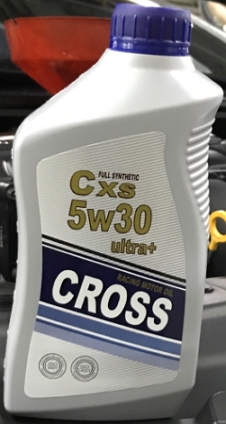 FULL SYNTHETIC
Cxs
5w30
ultra+
RACING MOTOR OIL
CROSS